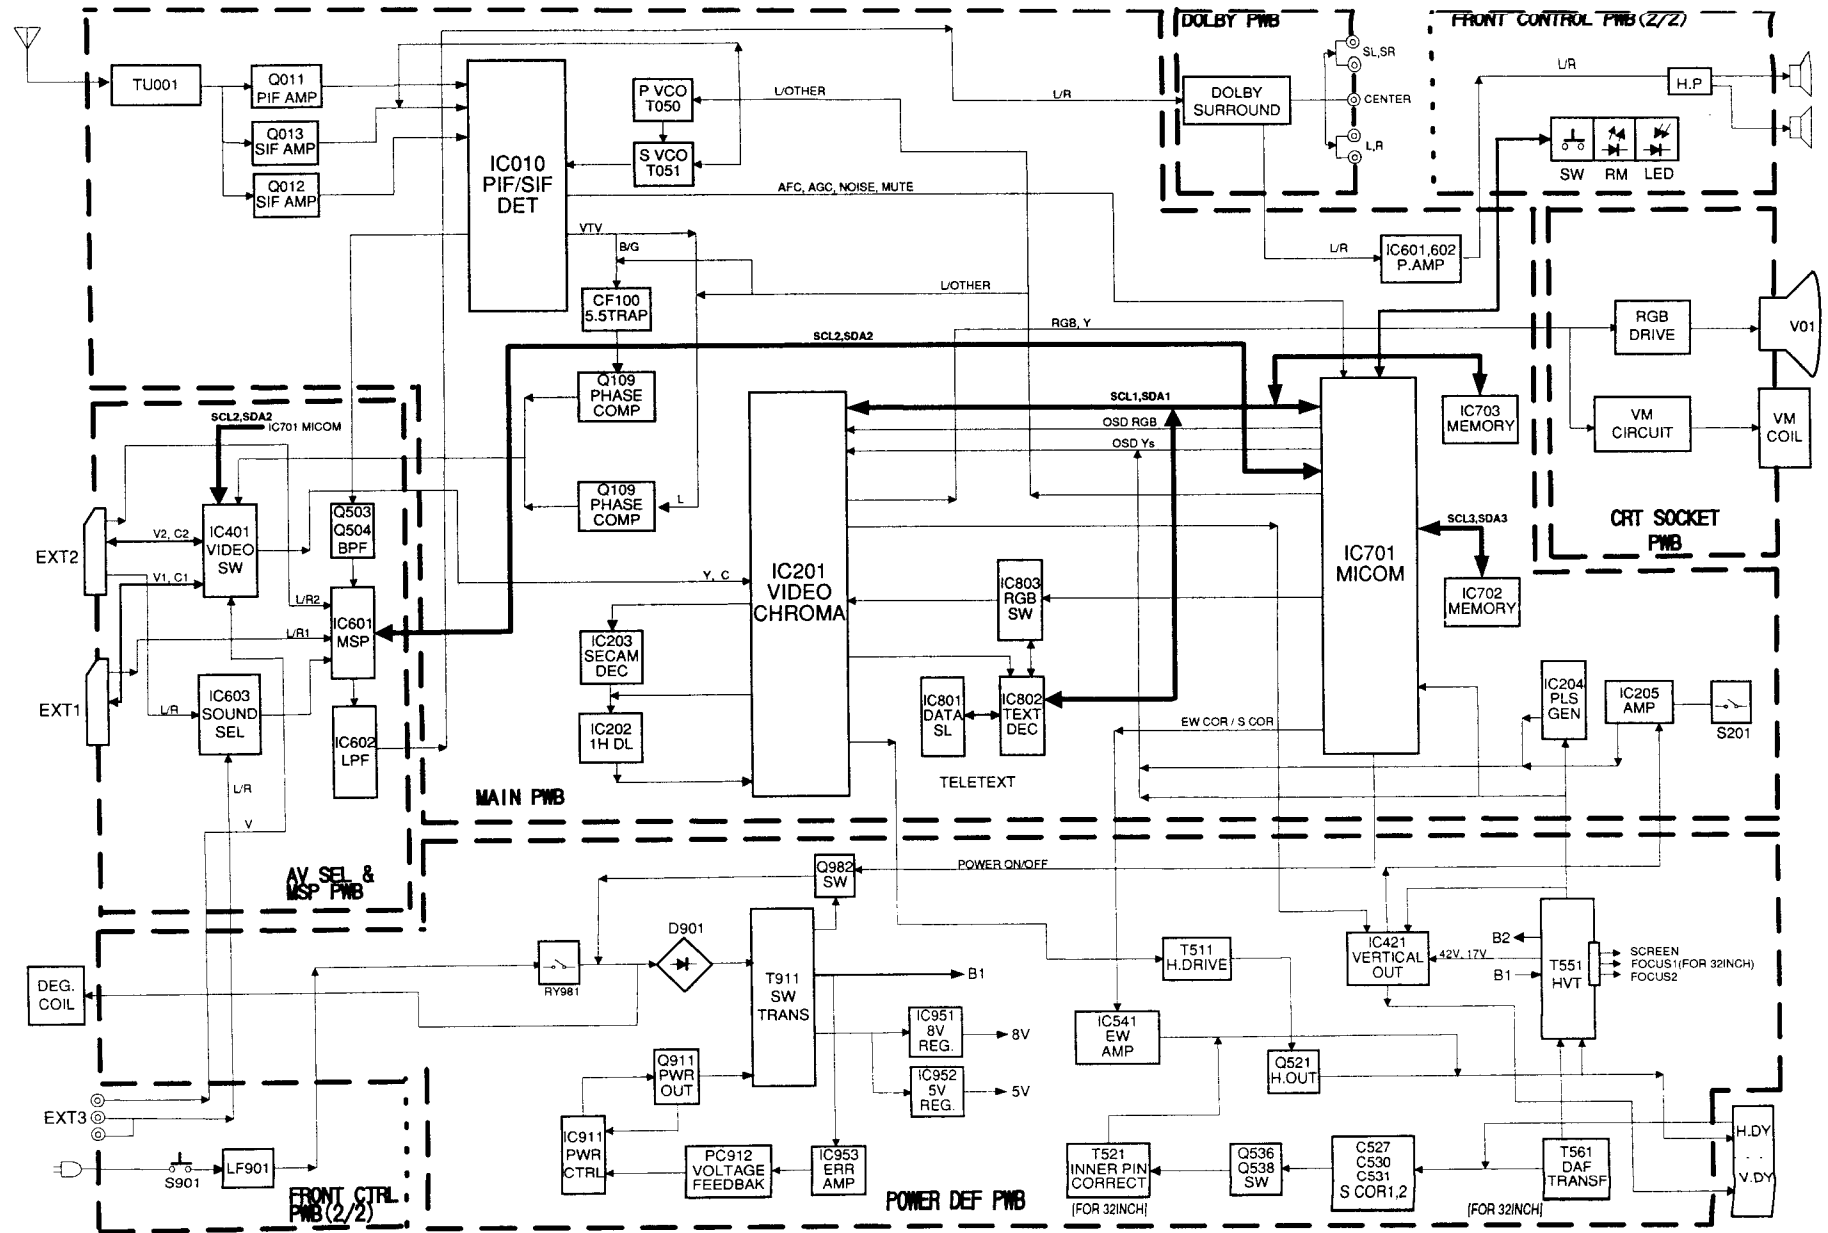 DOLBY PWB
FRONT CONTROL PWB(2/2)
TU001
Q011
PIF AMP
Q013
SIF AMP
Q012
SIF AMP
IC010
PIF/SIF
DET
P VCO
T050
S VCO
T051
L/OTHER
L/R
DOLBY
SURROUND
SL,SR
CENTER
L,R
L/R
H.P
SW
RM
LED
AFC, AGC, NOISE, MUTE
VTV
B/G
L/R
IC601,602
P.AMP
CF100
5.5TRAP
L/OTHER
RGB, Y
RGB
DRIVE
V01
SCL2,SDA2
Q109
PHASE
COMP
SCL1,SDA1
OSD RGB
OSD Ys
IC703
MEMORY
VM
CIRCUIT
VM
COIL
SCL2,SDA2
IC701 MICOM
Q109
PHASE
COMP
L
CRT SOCKET
PWB
EXT2
V2, C2
IC401
VIDEO
SW
Q503
Q504
BPF
SCL3,SDA3
IC701
MICOM
IC201
VIDEO
CHROMA
Y, C
IC803
RGB
SW
IC702
MEMORY
V1, C1
L/R2
IC601
MSP
L/R1
IC203
SECAM
DEC
EXT1
L/R
IC603
SOUND
SEL
IC602
LPF
IC202
1H DL
IC801
DATA
SL
IC802
TEXT
DEC
TELETEXT
EW COR / S COR
IC204
PLS
GEN
IC205
AMP
S201
MAIN PWB
L/R
V
AV SEL &
MSP PWB
Q982
SW
POWER ON/OFF
D901
RY981
DEG.
COIL
T911
SW
TRANS
B1
T511
H.DRIVE
IC421
VERTICAL
OUT
42V, 17V
B2
B1
T551
HVT
SCREEN
FOCUS1(FOR 32INCH)
FOCUS2
IC951
8V
REG.
8V
IC541
EW
AMP
Q911
PWR
OUT
IC952
5V
REG.
5V
Q521
H.OUT
EXT3
IC911
PWR
CTRL
PC912
VOLTAGE
FEEDBAK
IC953
ERR
AMP
T521
INNER PIN
CORRECT
[FOR 32INCH]
Q536
Q538
SW
C527
C530
C531
S COR1,2
T561
DAF
TRANSF
[FOR 32INCH]
H.DY
V.DY
S901
LF901
FRONT CTRL
PWB(2/2)
POWER DEF PWB